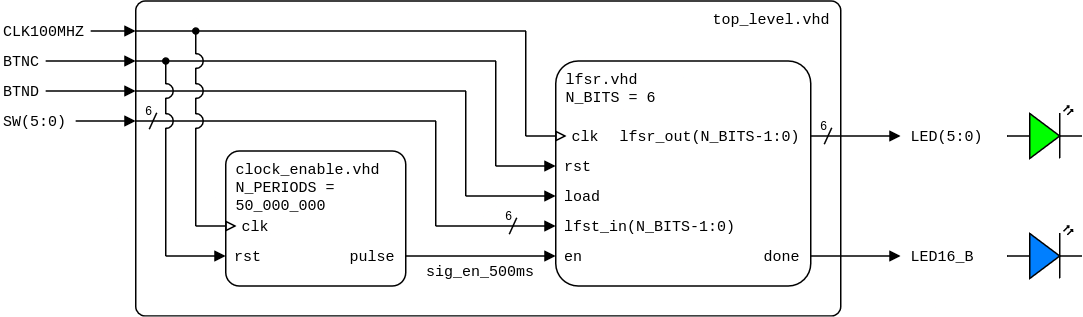 top_level.vhd
CLK100MHZ
BTNC
BTND
SW(5:0)
6
clock_enable.vhd
N_PERIODS =
50_000_000
clk
rst
pulse
sig_en_500ms
lfsr.vhd
N_BITS = 6
clk
lfsr_out(N_BITS-1:0)
rst
load
6
lfst_in(N_BITS-1:0)
en
done
6
LED(5:0)
LED16_B